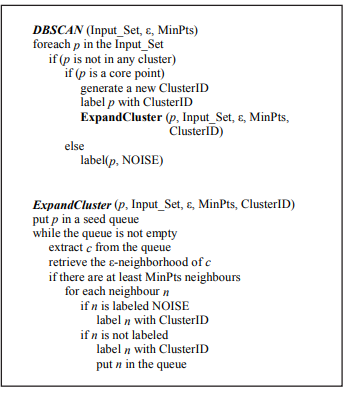 DBSCAN (Input_Set, ε, MinPts)
foreach p in the Input_Set
if (p is not in any cluster)
if (p is a core point)
generate a new ClusterID
label p with ClusterID
ExpandCluster (p, Input_Set, ε, MinPts,
ClusterID)
else
label(p, NOISE)
ExpandCluster (p, Input_Set, ε, MinPts, ClusterID)
put p in a seed queue
while the queue is not empty
extract c from the queue
retrieve the ε-neighborhood of c
if there are at least MinPts neighbours
for each neighbour n
if n is labeled NOISE
label n with ClusterID
if n is not labeled
label n with ClusterID
put n in the queue